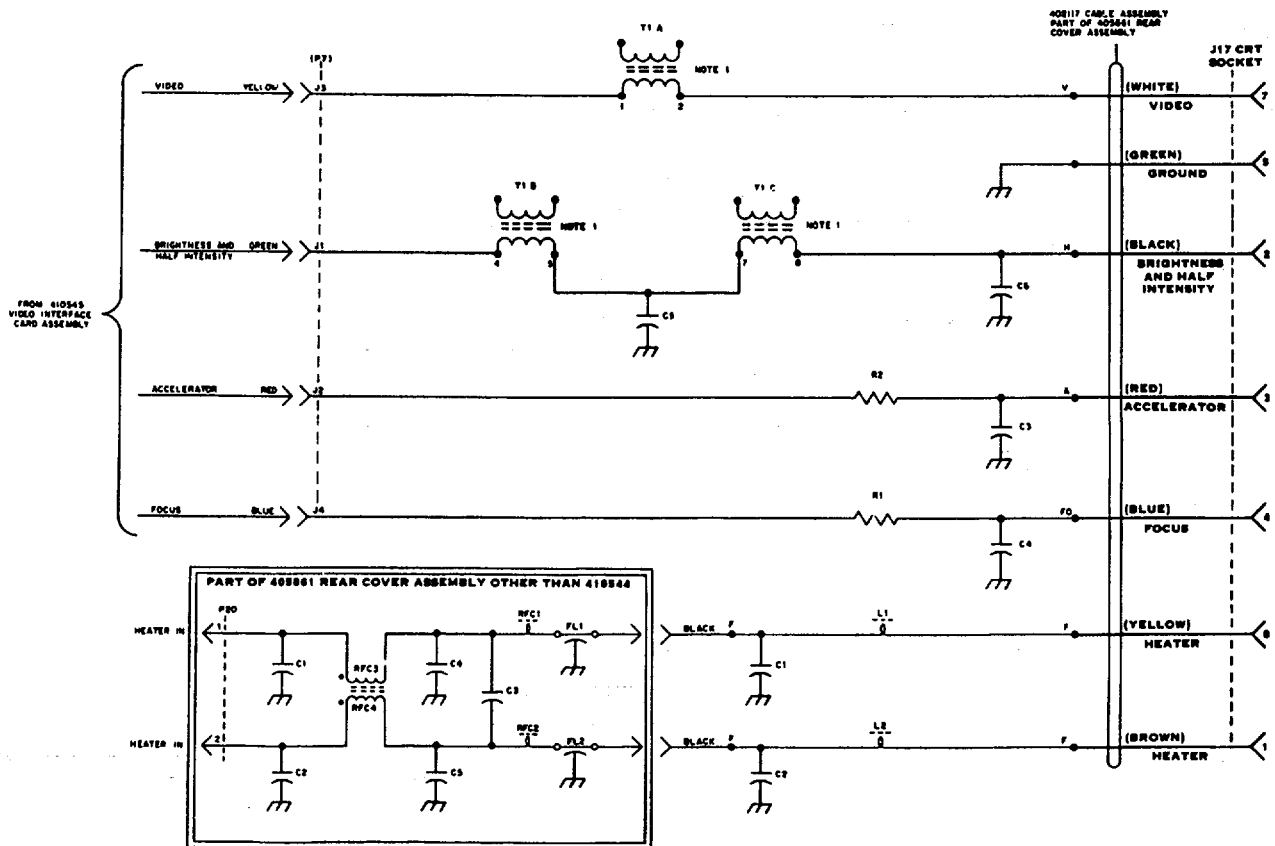 408117 CABLE ASSEMBLY
PART OF 405661 REAR
COVER ASSEMBLY
J17 CRT
SOCKET
T1 A
NOTE 1
(P7)
VIDEO YELLOW J3
1 2
V
(WHITE)
VIDEO
7
(GREEN)
GROUND
5
T1 B
NOTE 1
T1 C
NOTE 1
BRIGHTNESS AND GREEN J1
HALF INTENSITY
4 5 7 8
H
(BLACK)
BRIGHTNESS
AND HALF
INTENSITY
2
C6
FROM 410545
VIDEO INTERFACE
CARD ASSEMBLY
ACCELERATOR RED J2
R2
A
(RED)
ACCELERATOR
3
C3
FOCUS BLUE J4
R1
FO
(BLUE)
FOCUS
4
C4
PART OF 405661 REAR COVER ASSEMBLY OTHER THAN 410544
P20
HEATER IN 1
C1
RFC3
RFC4
C4
C3
RFC1
FL1
BLACK F
C1
L1
F
(YELLOW)
HEATER
HEATER IN 2
C2
C5
RFC2
FL2
BLACK F
C2
L2
F
(BROWN)
HEATER
1